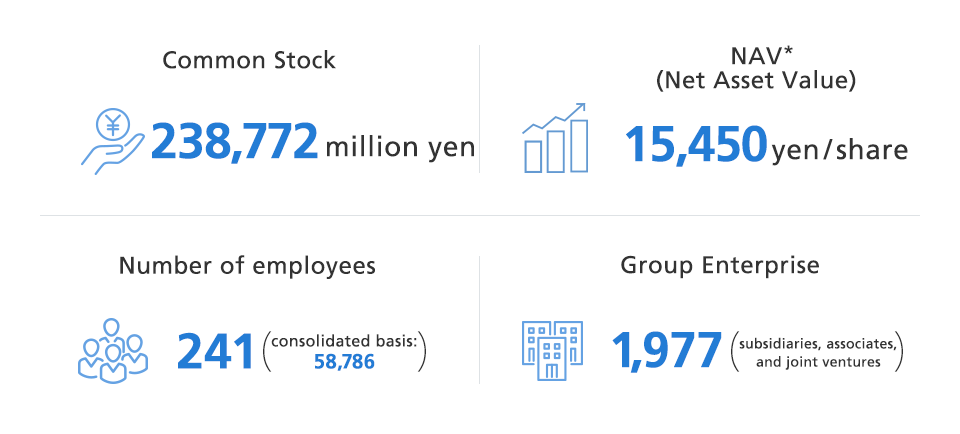 Common Stock
¥
238,772 million yen
NAV*
(Net Asset Value)
15,450 yen/share
Number of employees
241 (consolidated basis:
58,786)
Group Enterprise
1,977 (subsidiaries, associates,
and joint ventures)